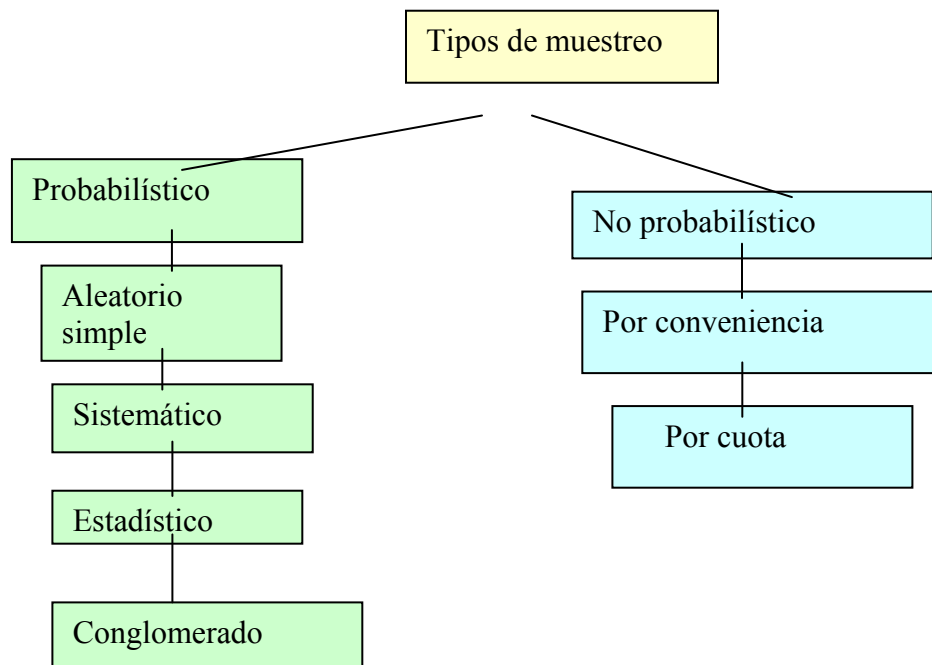 Tipos de muestreo
Probabilístico
Aleatorio
simple
Sistemático
Estadístico
Conglomerado
No probabilístico
Por conveniencia
Por cuota